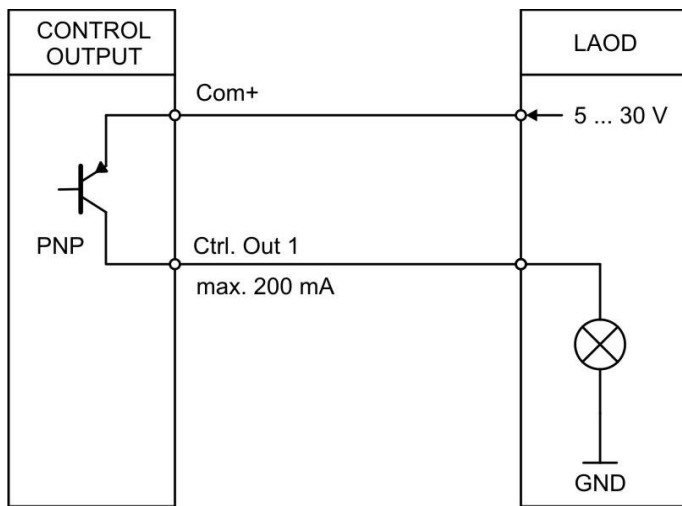 CONTROL
OUTPUT
LAOD
Com+
5 ... 30 V
PNP
Ctrl. Out 1
max. 200 mA
GND